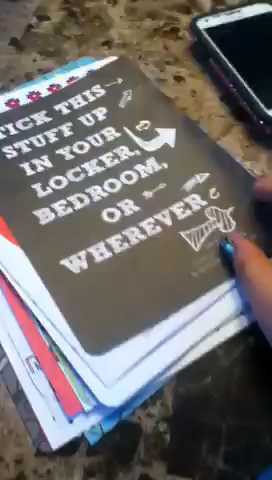 TICK THIS
STUFF UP
IN YOUR
LOCKER,
BEDROOM,
OR
WHEREVER